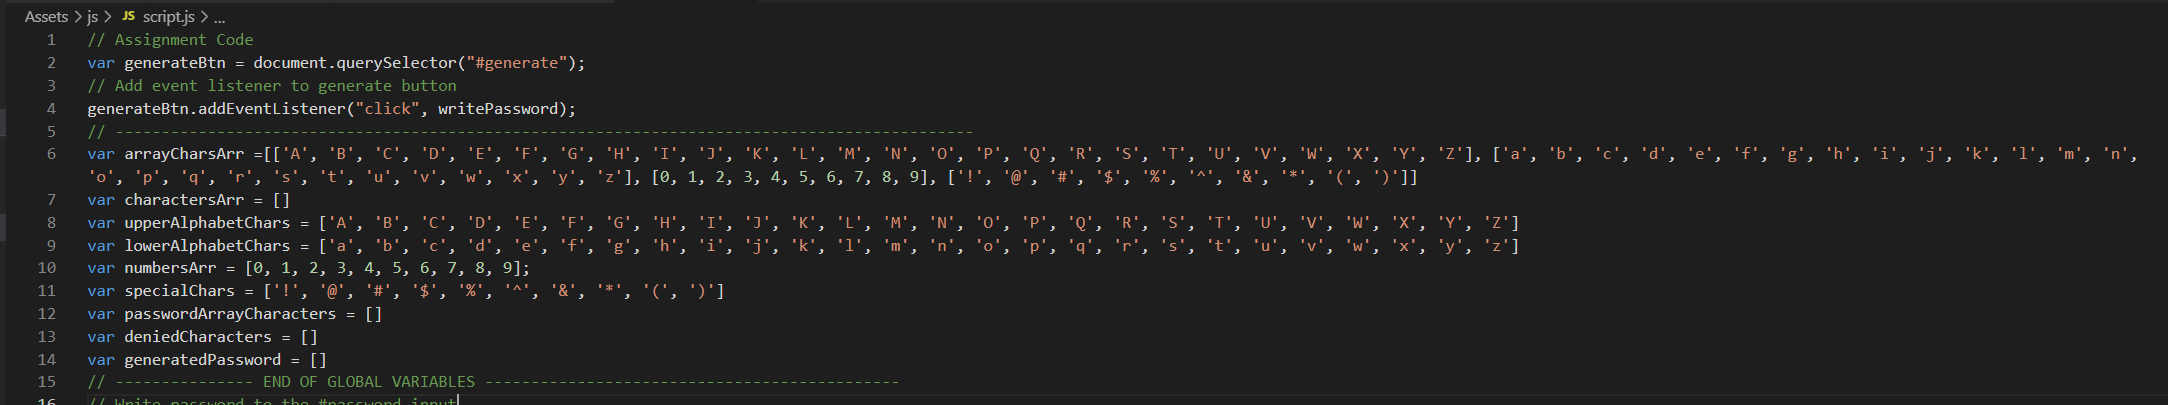 Assets > js > JS script.js > ...
1 // Assignment Code
2 var generateBtn = document.querySelector("#generate");
3 // Add event listener to generate button
4 generateBtn.addEventListener("click", writePassword);
5 // ---------------------------------------------------------------------------------------------
6 var arrayCharsArr =[['A', 'B', 'C', 'D', 'E', 'F', 'G', 'H', 'I', 'J', 'K', 'L', 'M', 'N', 'O', 'P', 'Q', 'R', 'S', 'T', 'U', 'V', 'W', 'X', 'Y', 'Z'], ['a', 'b', 'c', 'd', 'e', 'f', 'g', 'h', 'i', 'j', 'k', 'l', 'm', 'n',
'o', 'p', 'q', 'r', 's', 't', 'u', 'v', 'w', 'x', 'y', 'z'], [0, 1, 2, 3, 4, 5, 6, 7, 8, 9], ['!', '@', '#', '$', '%', '^', '&', '*', '(', ')']]
7 var charactersArr = []
8 var upperAlphabetChars = ['A', 'B', 'C', 'D', 'E', 'F', 'G', 'H', 'I', 'J', 'K', 'L', 'M', 'N', 'O', 'P', 'Q', 'R', 'S', 'T', 'U', 'V', 'W', 'X', 'Y', 'Z']
9 var lowerAlphabetChars = ['a', 'b', 'c', 'd', 'e', 'f', 'g', 'h', 'i', 'j', 'k', 'l', 'm', 'n', 'o', 'p', 'q', 'r', 's', 't', 'u', 'v', 'w', 'x', 'y', 'z']
10 var numbersArr = [0, 1, 2, 3, 4, 5, 6, 7, 8, 9];
11 var specialChars = ['!', '@', '#', '$', '%', '^', '&', '*', '(', ')']
12 var passwordArrayCharacters = []
13 var deniedCharacters = []
14 var generatedPassword = []
15 // --------------- END OF GLOBAL VARIABLES ---------------------------------------------
16 // Write password to the #password input